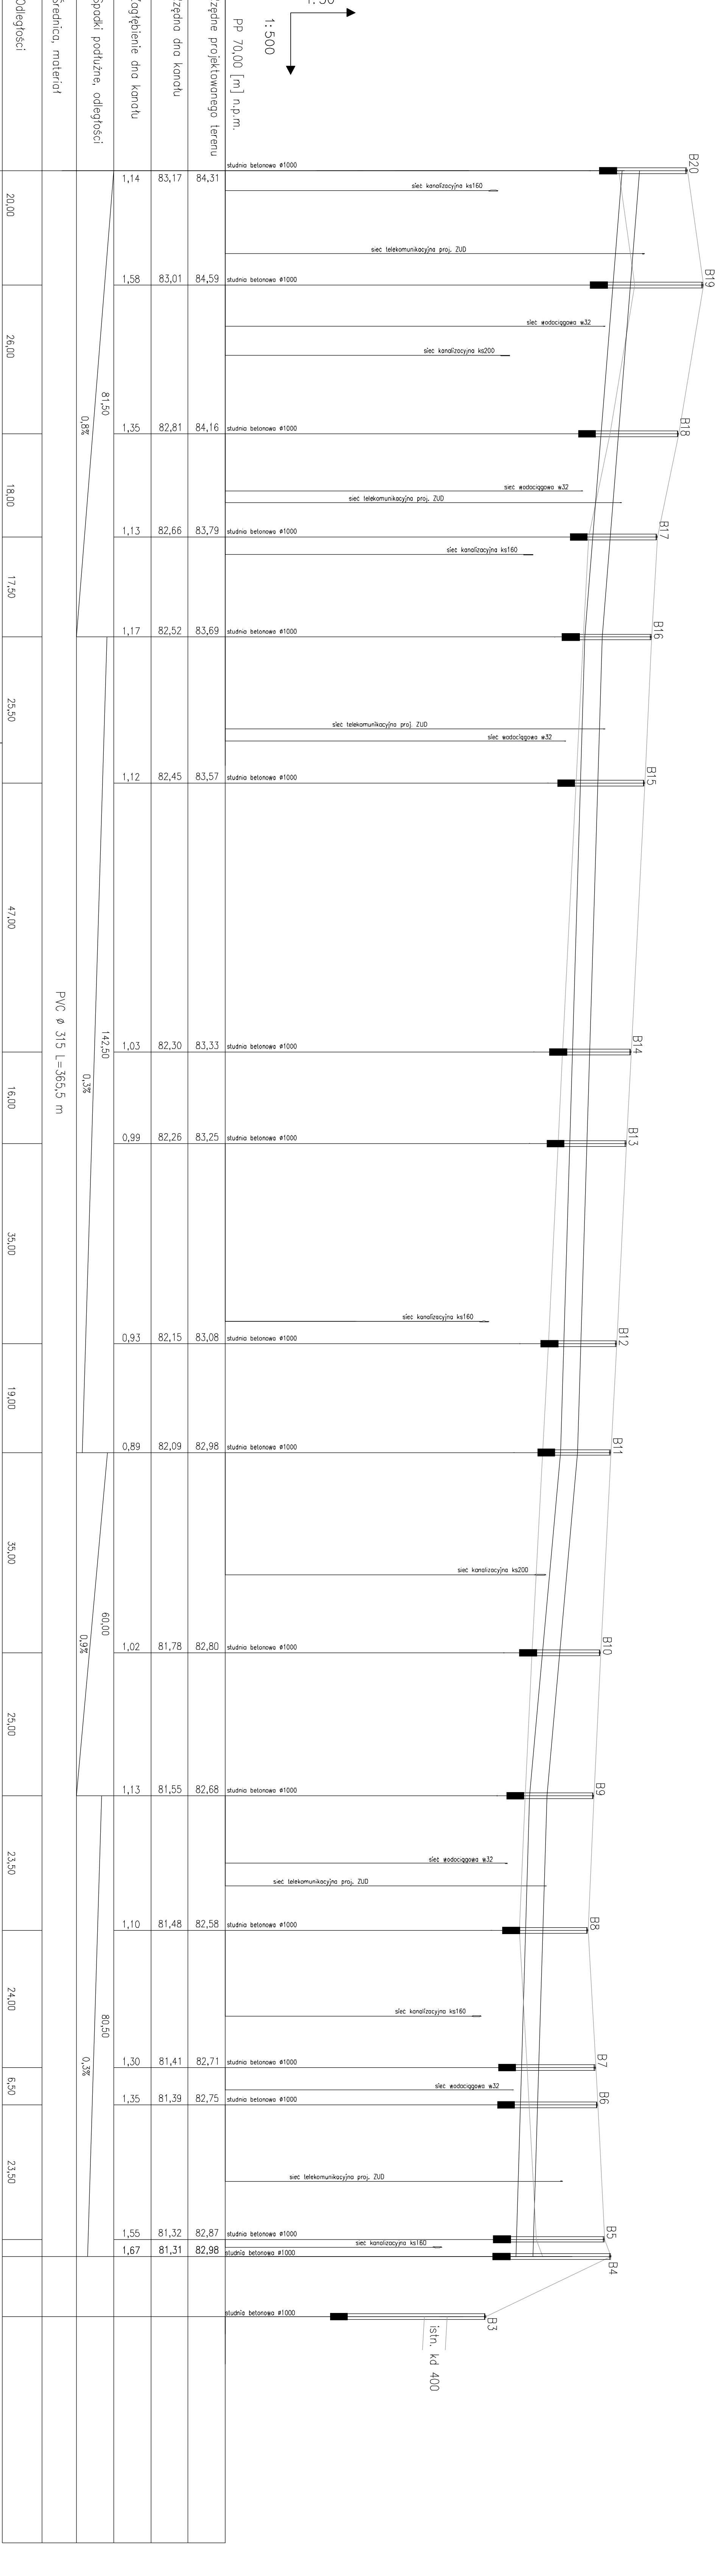 B20
B19
B18
B17
B16
B15
B14
B13
B12
B11
B10
B9
B8
B7
B6
B5
B4
B3
istn. kd 400
1:500
PP 70,00 [m] n.p.m.
studnia betonowa ø1000
sieć kanalizacyjna ks160
sieć telekomunikacyjna proj. ZUD
studnia betonowa ø1000
sieć wodociągowa w32
sieć kanalizacyjna ks200
studnia betonowa ø1000
sieć wodociągowa w32
sieć telekomunikacyjna proj. ZUD
studnia betonowa ø1000
sieć kanalizacyjna ks160
studnia betonowa ø1000
sieć telekomunikacyjna proj. ZUD
sieć wodociągowa w32
studnia betonowa ø1000
studnia betonowa ø1000
studnia betonowa ø1000
sieć kanalizacyjna ks160
studnia betonowa ø1000
studnia betonowa ø1000
sieć kanalizacyjna ks200
studnia betonowa ø1000
studnia betonowa ø1000
sieć wodociągowa w32
sieć telekomunikacyjna proj. ZUD
studnia betonowa ø1000
sieć kanalizacyjna ks160
studnia betonowa ø1000
sieć wodociągowa w32
studnia betonowa ø1000
sieć telekomunikacyjna proj. ZUD
studnia betonowa ø1000
sieć kanalizacyjna ks160
studnia betonowa ø1000
studnia betonowa ø1000
projektowanego terenu 84,31 84,59 84,16 83,79 83,69 83,57 83,33 83,25 83,08 82,98 82,80 82,68 82,58 82,71 82,75 82,87 82,98
dna kanału 83,17 83,01 82,81 82,66 82,52 82,45 82,30 82,26 82,15 82,09 81,78 81,55 81,48 81,41 81,39 81,32 81,31
dna kanału 1,14 1,58 1,35 1,13 1,17 1,12 1,03 0,99 0,93 0,89 1,02 1,13 1,10 1,30 1,35 1,55 1,67
podłużne, odległości 81,50 142,50 60,00 80,50
0,8% 0,3% 0,9% 0,3%
Średnica, materiał PVC ø 315 L=365,5 m
Odległości 20,00 26,00 18,00 17,50 25,50 47,00 16,00 35,00 19,00 35,00 25,00 23,50 24,00 6,50 23,50